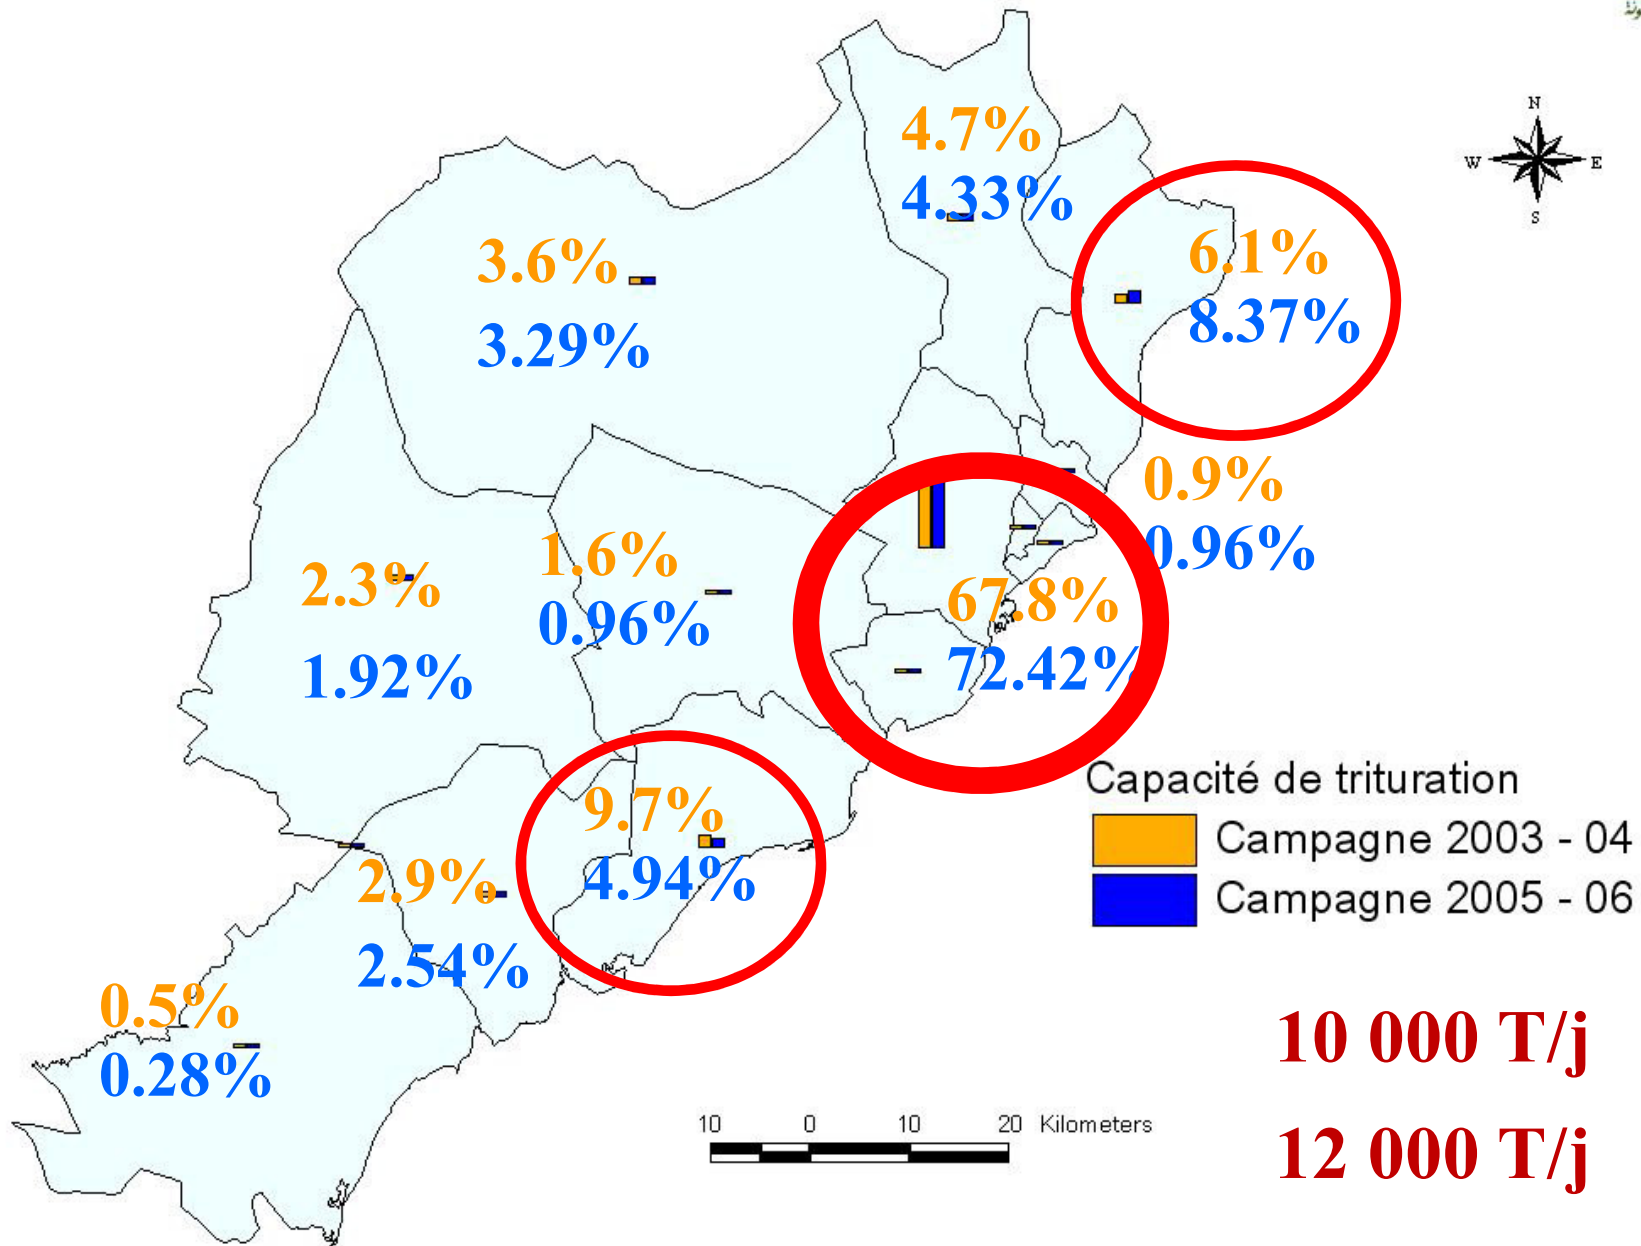 N
W
E
S
4.7%
4.33%
3.6%
3.29%
6.1%
8.37%
0.9%
0.96%
1.6%
0.96%
2.3%
1.92%
67.8%
72.42%
9.7%
4.94%
2.9%
2.54%
0.5%
0.28%
Capacité de trituration
Campagne 2003 - 04
Campagne 2005 - 06
10 000 T/j
12 000 T/j
10 0 10 20 Kilometers